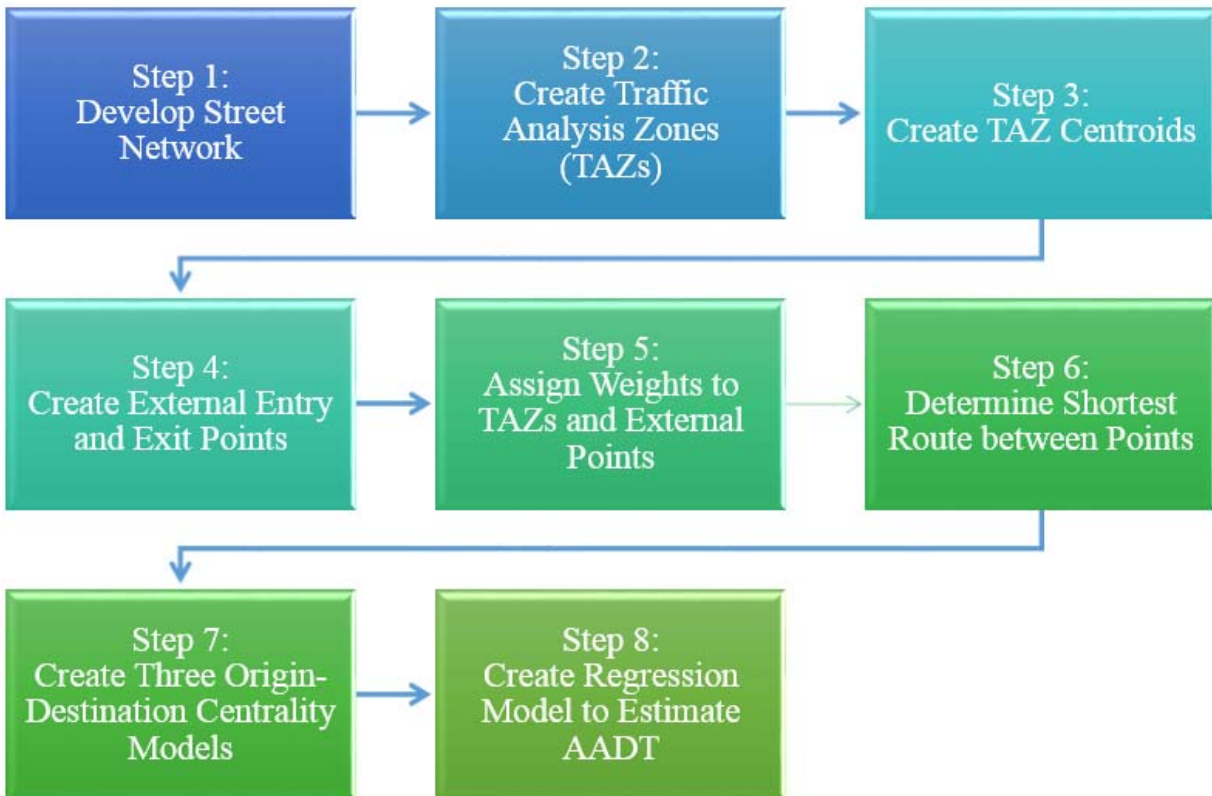 Step 1:
Develop Street
Network
Step 2:
Create Traffic
Analysis Zones
(TAZs)
Step 3:
Create TAZ Centroids
Step 4:
Create External Entry
and Exit Points
Step 5:
Assign Weights to
TAZs and External
Points
Step 6:
Determine Shortest
Route between Points
Step 7:
Create Three Origin-
Destination Centrality
Models
Step 8:
Create Regression
Model to Estimate
AADT